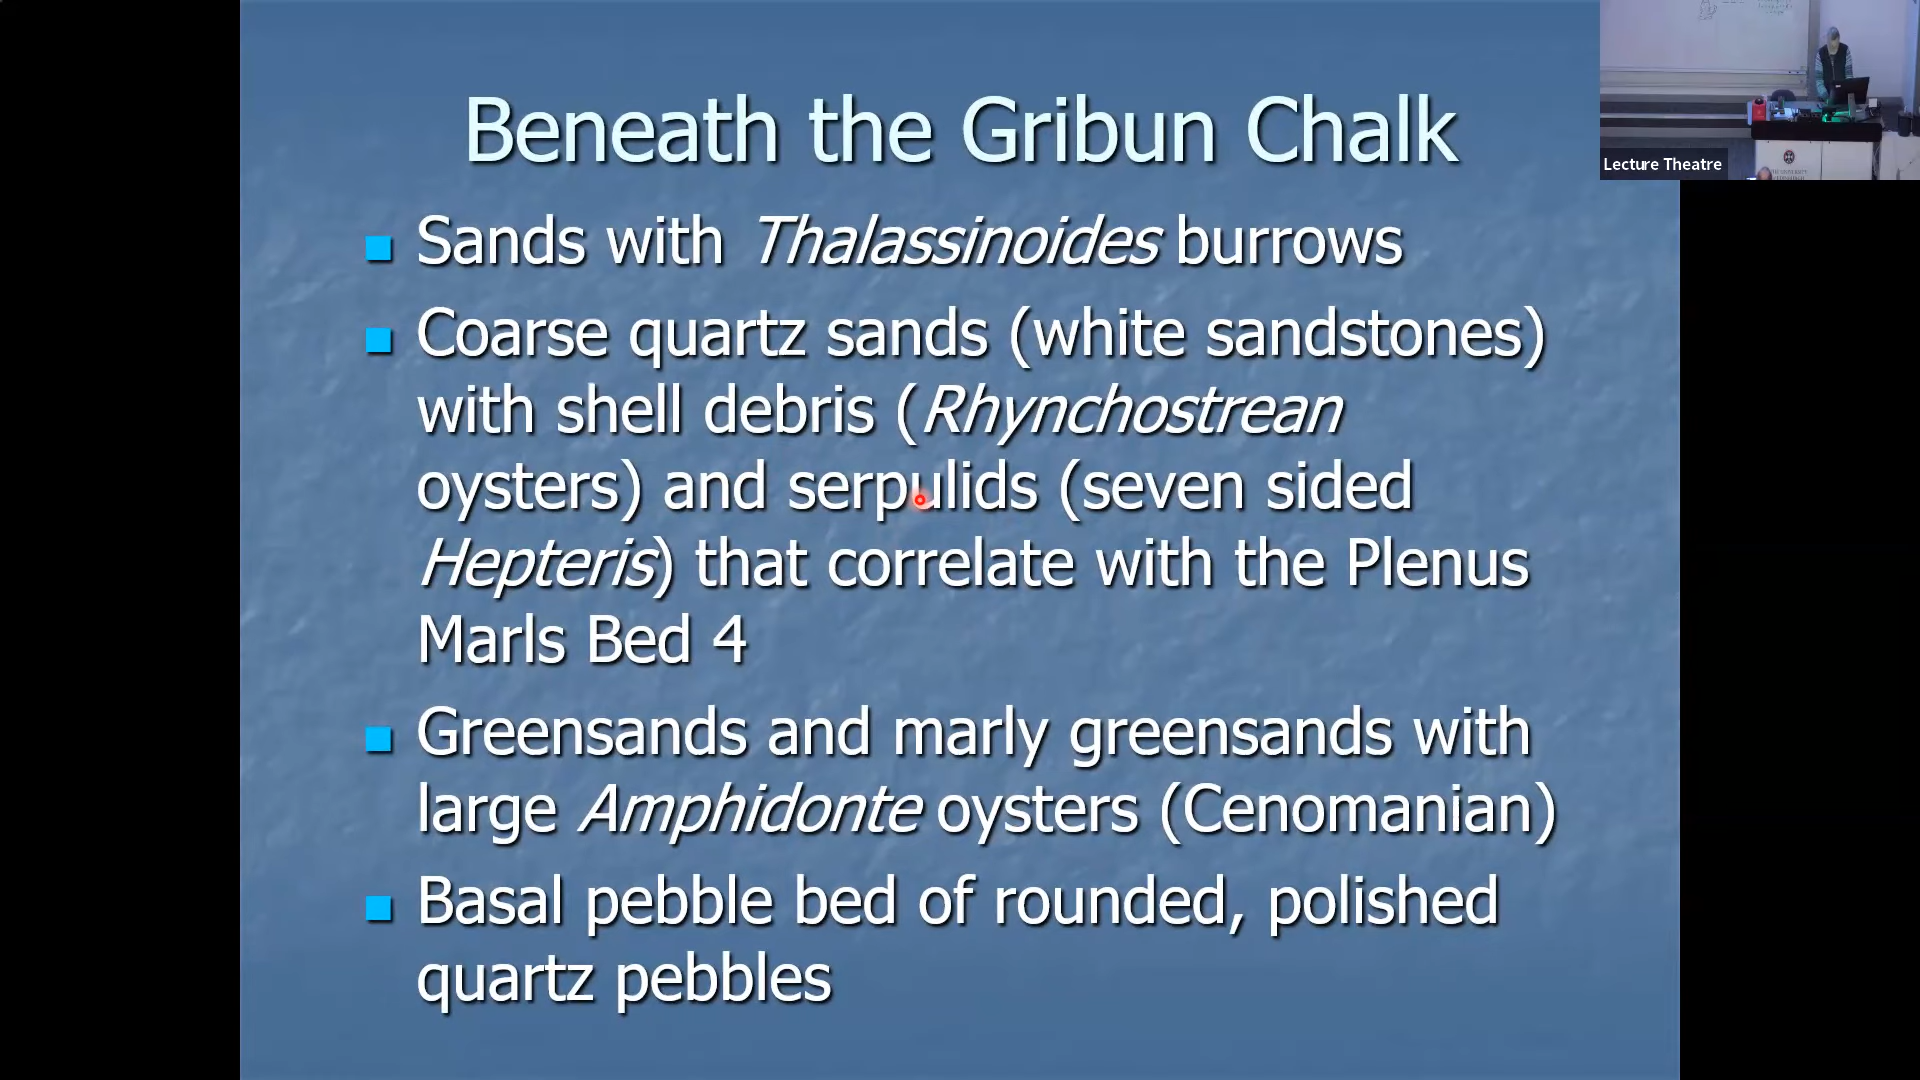 Beneath the Gribun Chalk
Sands with Thalassinoides burrows
Coarse quartz sands (white sandstones)
with shell debris (Rhynchostrean
oysters) and serpulids (seven sided
Hepteris) that correlate with the Plenus
Marls Bed 4
Greensands and marly greensands with
large Amphidonte oysters (Cenomanian)
Basal pebble bed of rounded, polished
quartz pebbles
Lecture Theatre